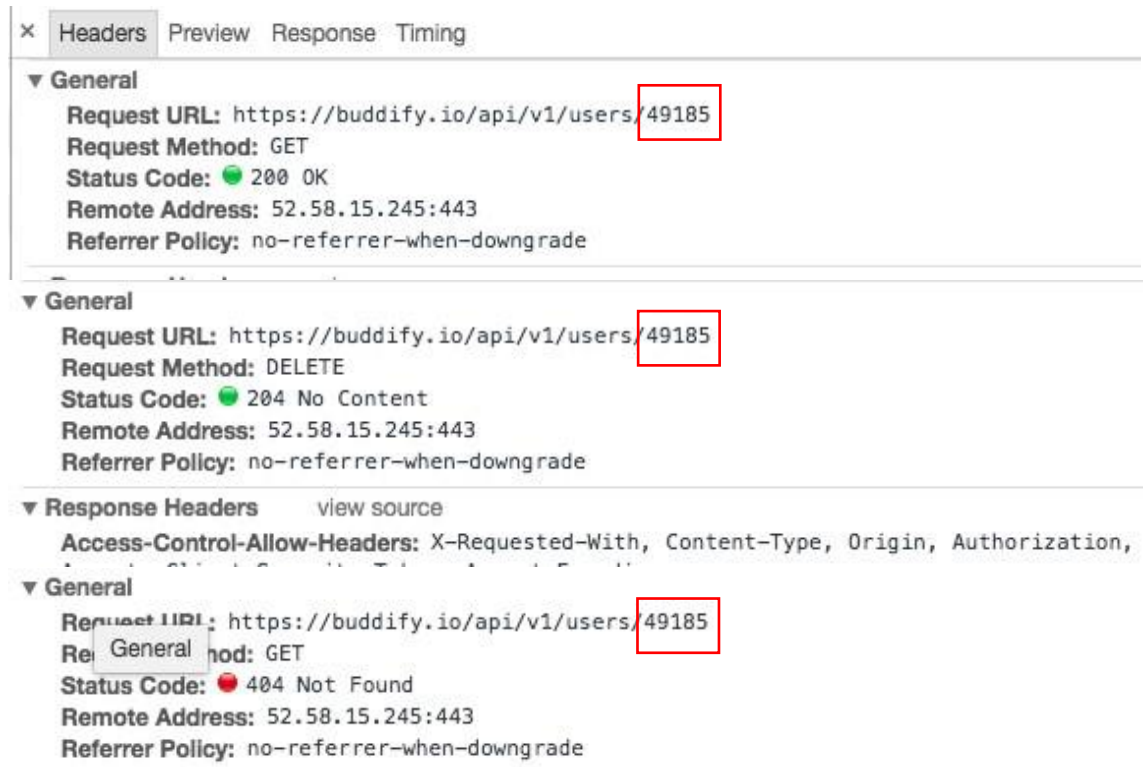 × Headers Preview Response Timing
▼ General
Request URL: https://buddify.io/api/v1/users/49185
Request Method: GET
Status Code: 200 OK
Remote Address: 52.58.15.245:443
Referrer Policy: no-referrer-when-downgrade
▼ General
Request URL: https://buddify.io/api/v1/users/49185
Request Method: DELETE
Status Code: 204 No Content
Remote Address: 52.58.15.245:443
Referrer Policy: no-referrer-when-downgrade
▼ Response Headers view source
Access-Control-Allow-Headers: X-Requested-With, Content-Type, Origin, Authorization,
▼ General
Request URL: https://buddify.io/api/v1/users/49185
Re General hod: GET
Status Code: 404 Not Found
Remote Address: 52.58.15.245:443
Referrer Policy: no-referrer-when-downgrade